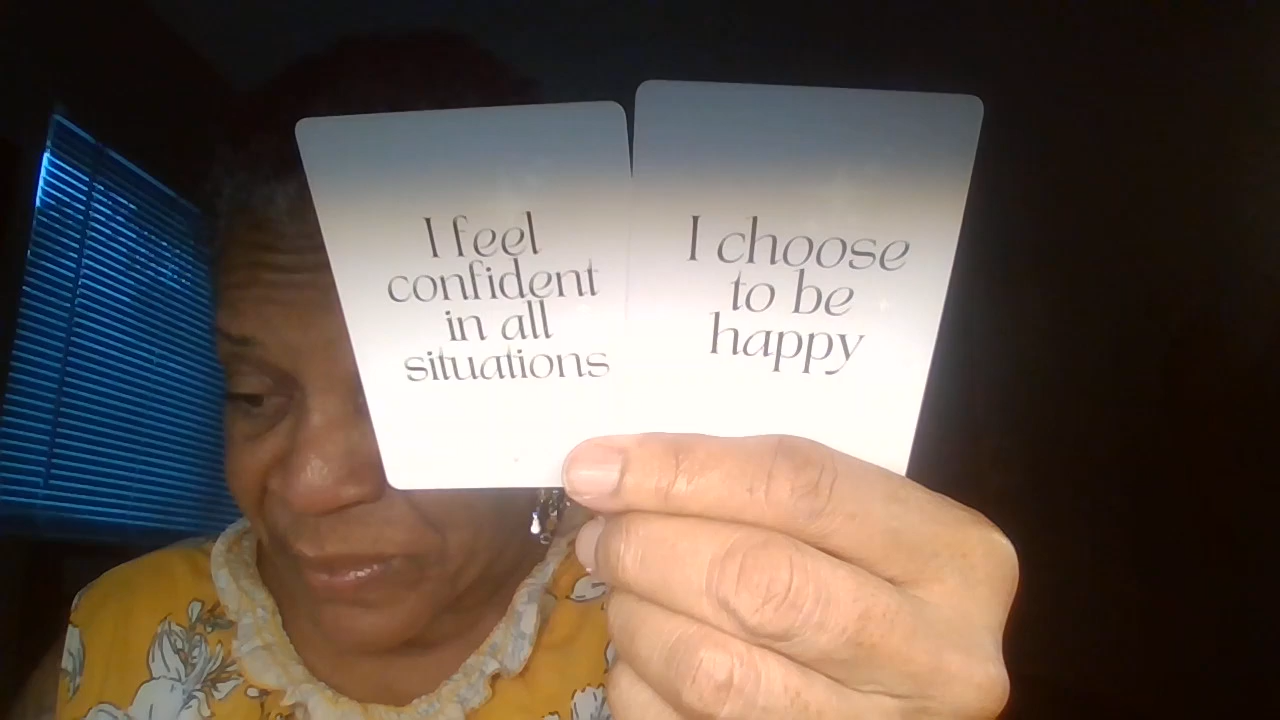 I feel
confident
in all
situations
I choose
to be
happy